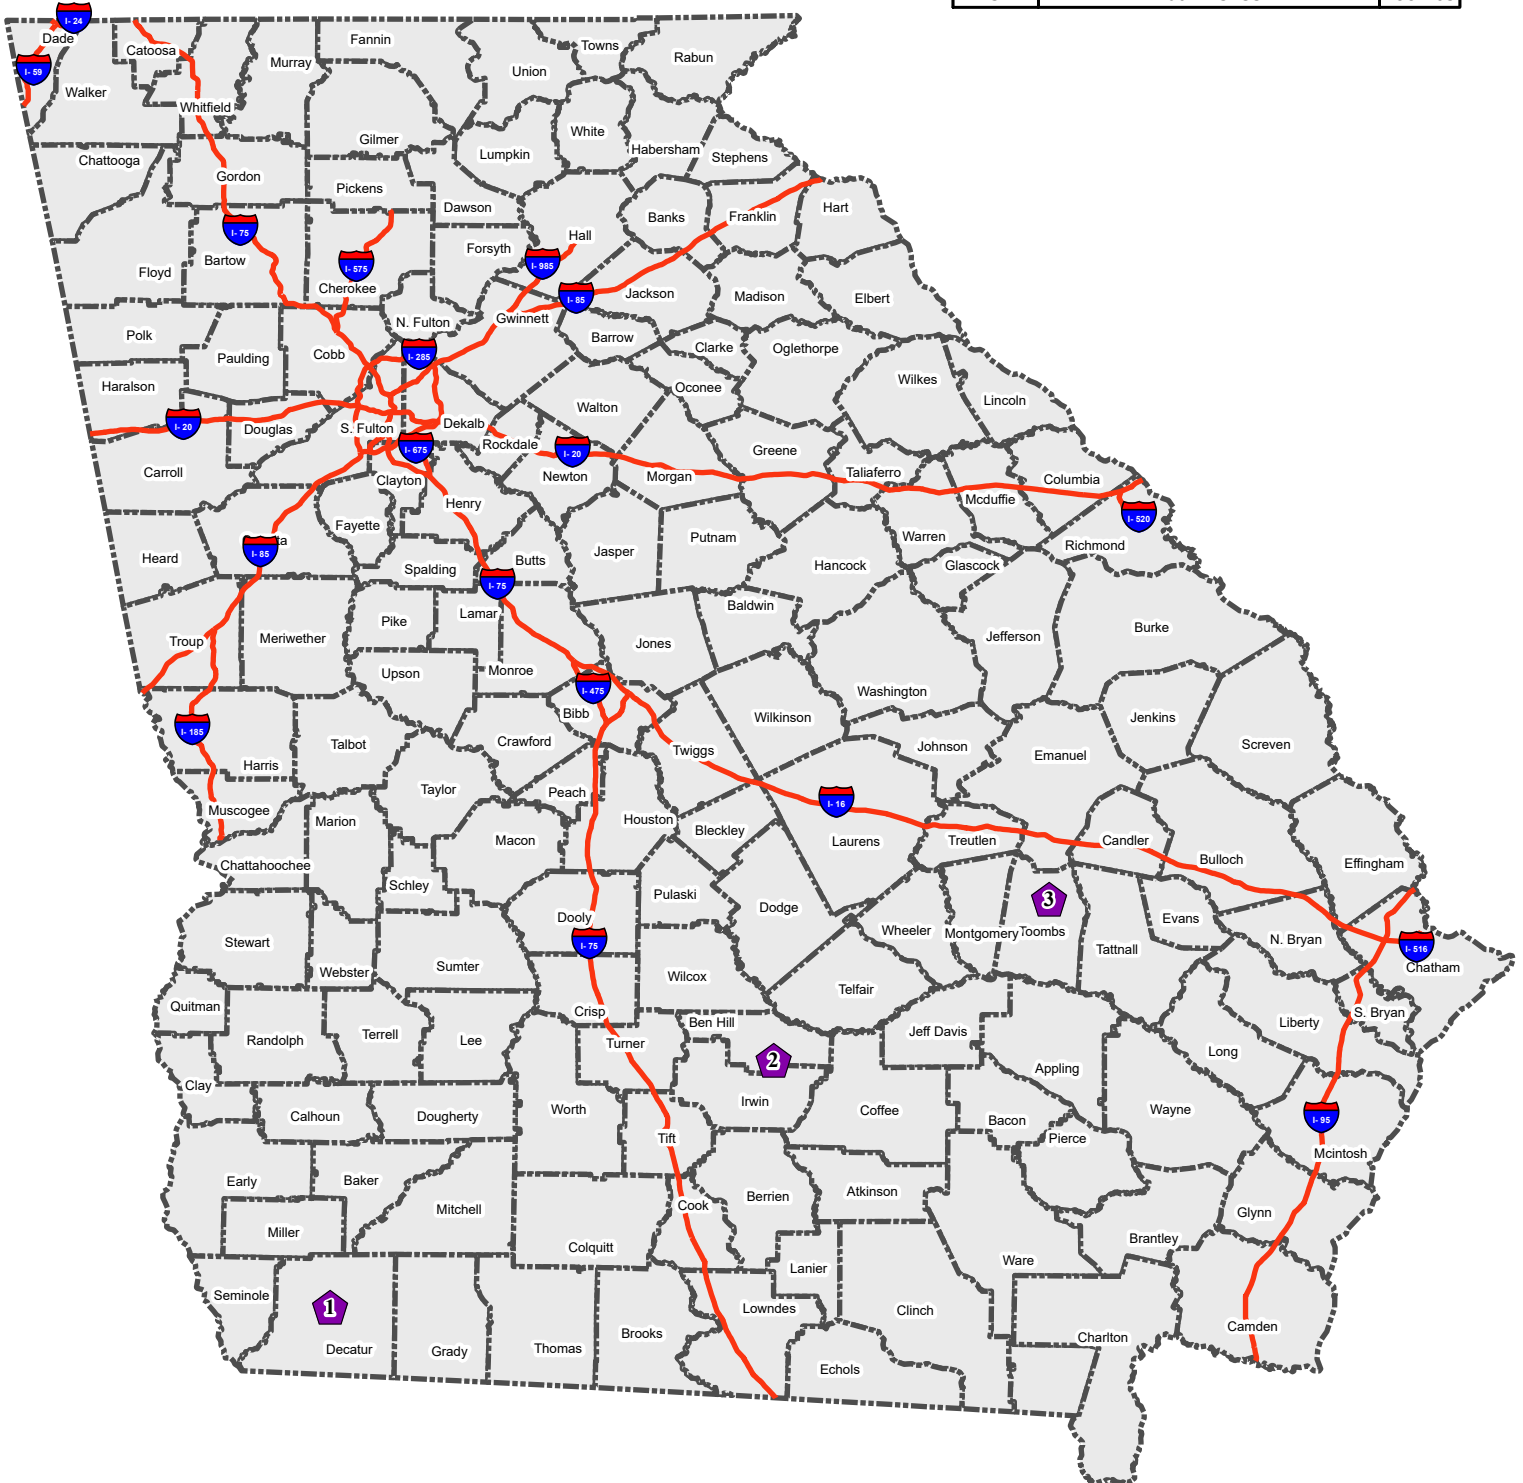 I- 24
Dade
Catoosa
Fannin
Towns
Union
Rabun
I- 59
Murray
Walker
Whitfield
Gilmer
White
Lumpkin
Habersham
Stephens
Chattooga
Gordon
Pickens
Dawson
Banks
Franklin
Hart
I- 75
Hall
Forsyth
Bartow
I- 575
I- 985
Floyd
Cherokee
I- 85
Jackson
Madison
Elbert
N. Fulton
Gwinnett
Polk
Barrow
Clarke
Oglethorpe
Paulding
Cobb
I- 285
Haralson
Oconee
Wilkes
Lincoln
Walton
I- 20
Douglas
S. Fulton
Dekalb
Rockdale
I- 675
I- 20
Greene
Carroll
Clayton
Newton
Morgan
Taliaferro
Columbia
Henry
Mcduffie
Fayette
I- 520
I- 85
ta
Heard
Spalding
Butts
Jasper
Putnam
Hancock
Warren
Glascock
Richmond
I- 75
Pike
Lamar
Baldwin
Troup
Meriwether
Jones
Jefferson
Burke
Upson
Monroe
I- 475
Washington
I- 185
Bibb
Wilkinson
Jenkins
Talbot
Crawford
Twiggs
Johnson
Emanuel
Screven
Harris
Taylor
Peach
I- 16
Muscogee
Marion
Houston
Bleckley
Macon
Laurens
Treutlen
Candler
Bulloch
Effingham
Chattahoochee
Schley
Pulaski
3
Dodge
Dooly
Wheeler
Montgomery
Toombs
Evans
I- 75
N. Bryan
I- 516
Stewart
Tattnall
Webster
Sumter
Wilcox
Chatham
Quitman
Telfair
Crisp
S. Bryan
Randolph
Terrell
Lee
Turner
Ben Hill
Jeff Davis
Liberty
Long
2
Clay
Appling
Calhoun
Dougherty
Worth
Irwin
Coffee
Bacon
Wayne
I- 95
Tift
Pierce
Mcintosh
Early
Baker
Berrien
Atkinson
Mitchell
Cook
Glynn
Miller
Colquitt
Brantley
Lanier
Ware
Seminole
1
Lowndes
Clinch
Camden
Decatur
Grady
Thomas
Brooks
Charlton
Echols